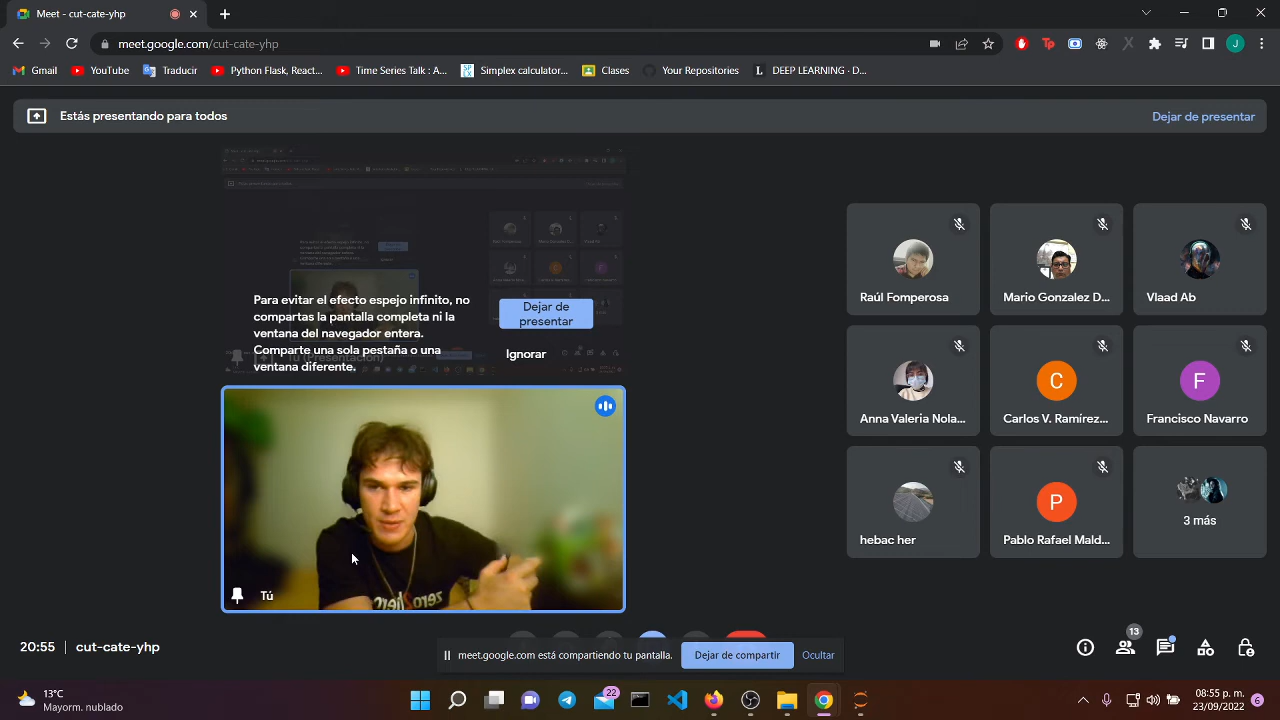 Meet - cut-cate-yhp
meet.google.com/cut-cate-yhp
J
Gmail
YouTube
Traducir
Python Flask, React...
Time Series Talk : A...
Simplex calculator...
Clases
Your Repositories
L DEEP LEARNING · D...
Estás presentando para todos
Dejar de presentar
Para evitar el efecto espejo infinito, no
compartas la pantalla completa ni la
ventana del navegador entera.
Comparte una sola pestaña o una
ventana diferente.
Dejar de
presentar
Ignorar
Tú (Presentación)
Tú
Raúl Fomperosa
Mario Gonzalez D...
Vlaad Ab
Anna Valeria Nola...
C
Carlos V. Ramírez...
F
Francisco Navarro
hebac her
P
Pablo Rafael Mald...
3 más
20:55
cut-cate-yhp
meet.google.com está compartiendo tu pantalla.
Dejar de compartir
Ocultar
13
13°C
Mayorm. nublado
22
08:55 p. m.
23/09/2022
6